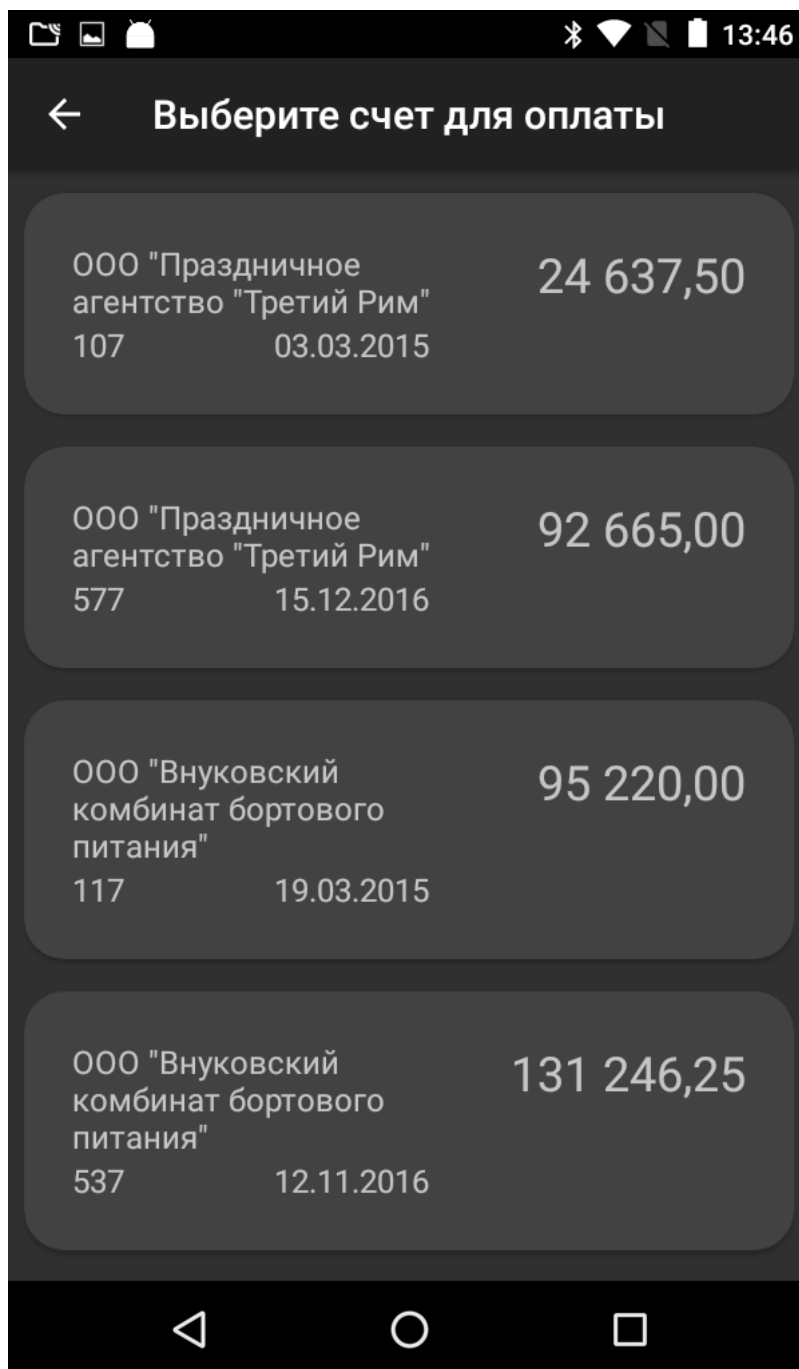 13:46
Выберите счет для оплаты
ООО "Праздничное
агентство "Третий Рим"
24 637,50
107 03.03.2015
ООО "Праздничное
агентство "Третий Рим"
92 665,00
577 15.12.2016
ООО "Внуковский
комбинат бортового
питания"
95 220,00
117 19.03.2015
ООО "Внуковский
комбинат бортового
питания"
131 246,25
537 12.11.2016